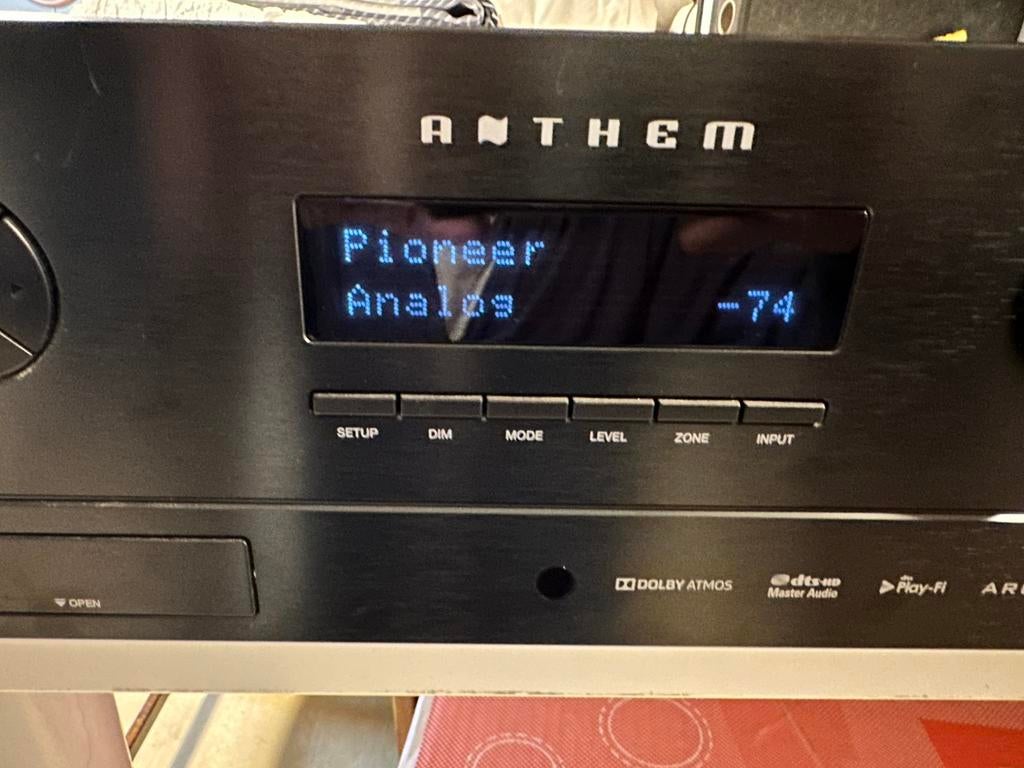 ANTHEM
Pioneer
Analog -74
SETUP DIM MODE LEVEL ZONE INPUT
OPEN
DOLBY ATMOS
dts-HD
Master Audio
dts
Play-Fi